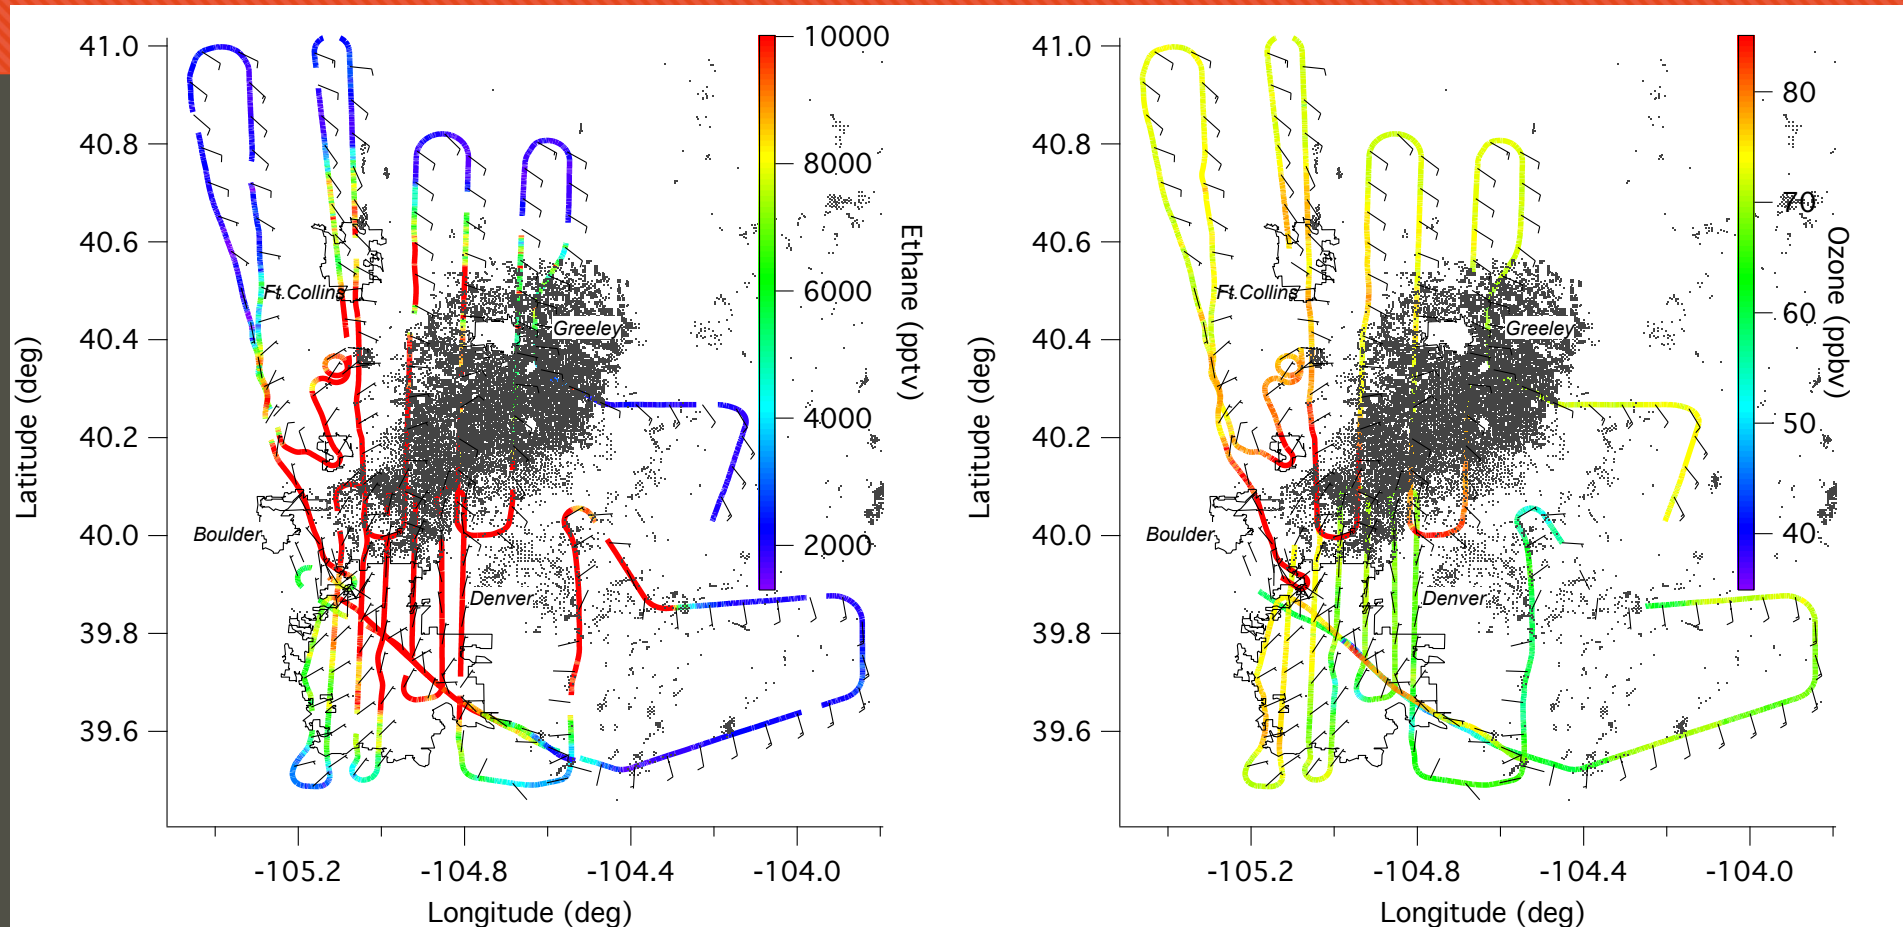 41.0
40.8
40.6
40.4
40.2
40.0
39.8
39.6
Latitude (deg)
-105.2
-104.8
-104.4
-104.0
Longitude (deg)
Ft.Collins
Greeley
Boulder
Denver
10000
8000
6000
4000
2000
Ethane (pptv)
41.0
40.8
40.6
40.4
40.2
40.0
39.8
39.6
Latitude (deg)
-105.2
-104.8
-104.4
-104.0
Longitude (deg)
Ft.Collins
Greeley
Boulder
Denver
80
70
60
50
40
Ozone (ppbv)